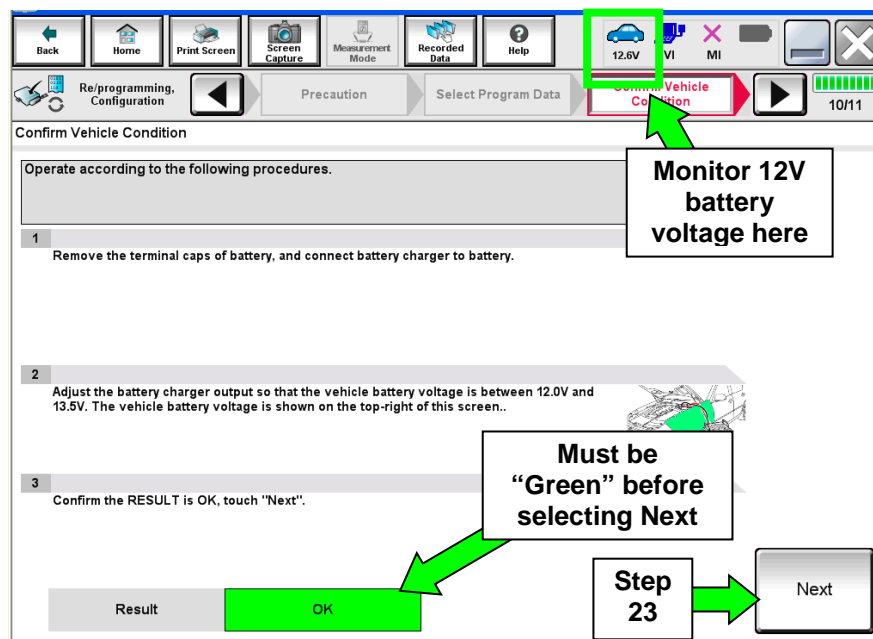 Back
Home
Print Screen
Screen
Capture
Measurement
Mode
Recorded
Data
Help
12.6V
VI
MI
Re/programming,
Configuration
Precaution
Select Program Data
Confirm Vehicle
Condition
10/11
Confirm Vehicle Condition
Operate according to the following procedures.
Monitor 12V
battery
voltage here
1
Remove the terminal caps of battery, and connect battery charger to battery.
2
Adjust the battery charger output so that the vehicle battery voltage is between 12.0V and
13.5V. The vehicle battery voltage is shown on the top-right of this screen..
Must be
“Green” before
selecting Next
3
Confirm the RESULT is OK, touch "Next".
Step
23
Next
Result
OK